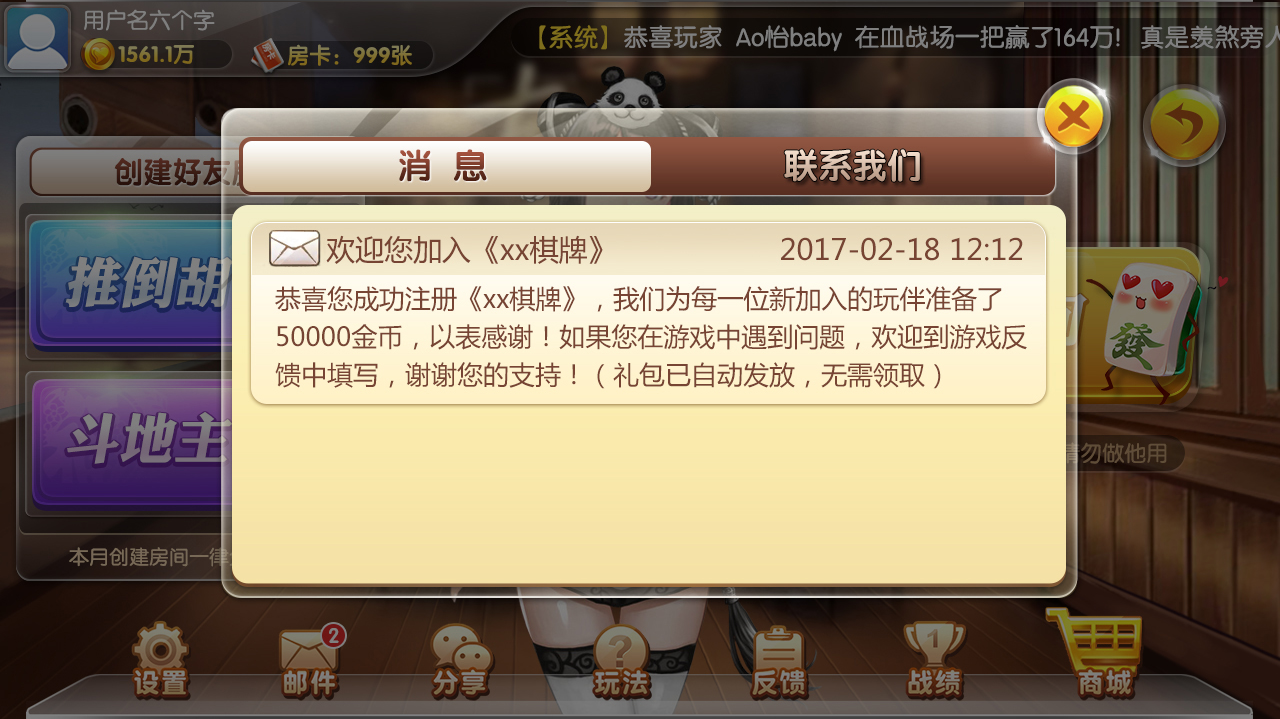 用户名六个字
1561.1万
房卡：999张
【系统】恭喜玩家 Ao怡baby 在血战场一把赢了164万! 真是羡煞旁人
创建好友
消 息
联系我们
欢迎您加入《xx棋牌》
2017-02-18 12:12
恭喜您成功注册《xx棋牌》，我们为每一位新加入的玩伴准备了
50000金币，以表感谢！如果您在游戏中遇到问题，欢迎到游戏反
馈中填写，谢谢您的支持！（礼包已自动发放，无需领取）
推倒胡
斗地主
發
请勿做他用
本月创建房间一律
设置
2
邮件
分享
?
玩法
反馈
1
战绩
商城